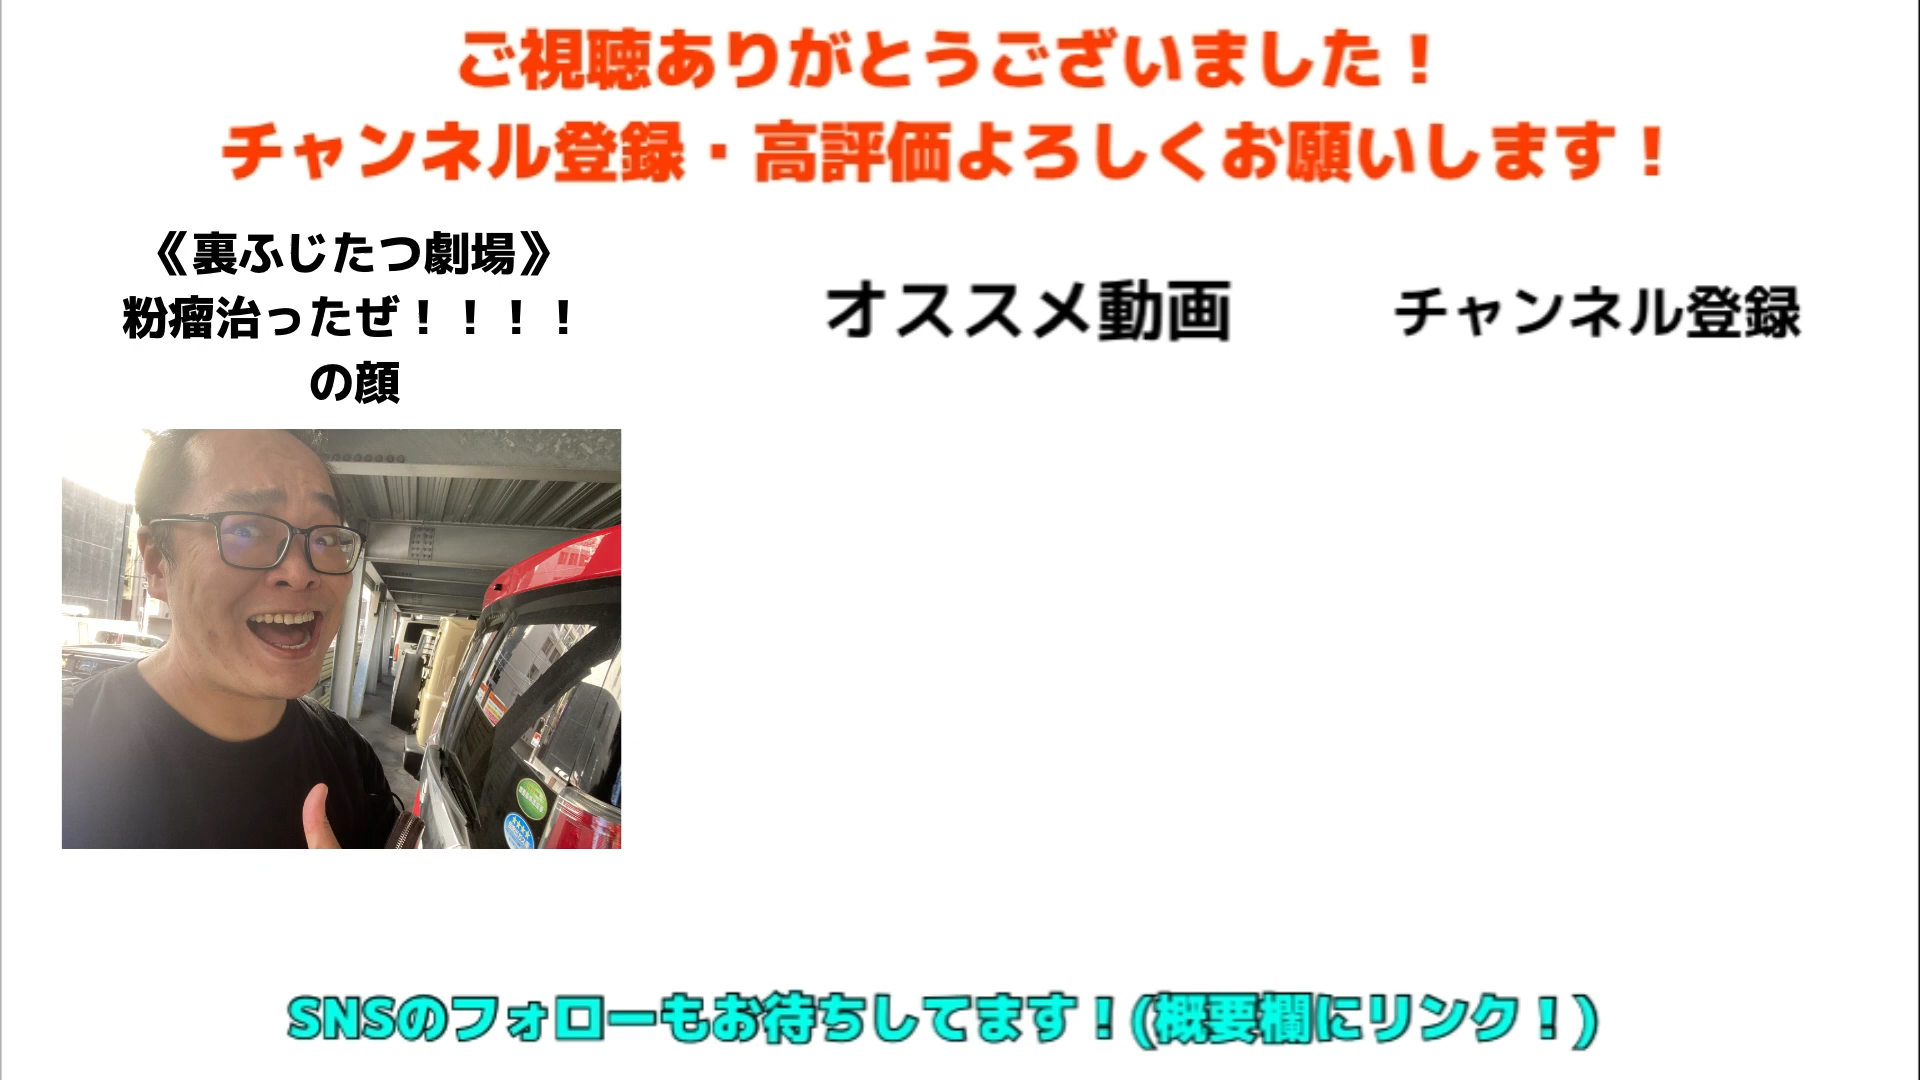 ご視聴ありがとうございました！
チャンネル登録・高評価よろしくお願いします！
《裏ふじたつ劇場》
粉瘤治ったぜ！！！！
の顔
オススメ動画
チャンネル登録
SNSのフォローもお待ちしてます！(概要欄にリンク！)